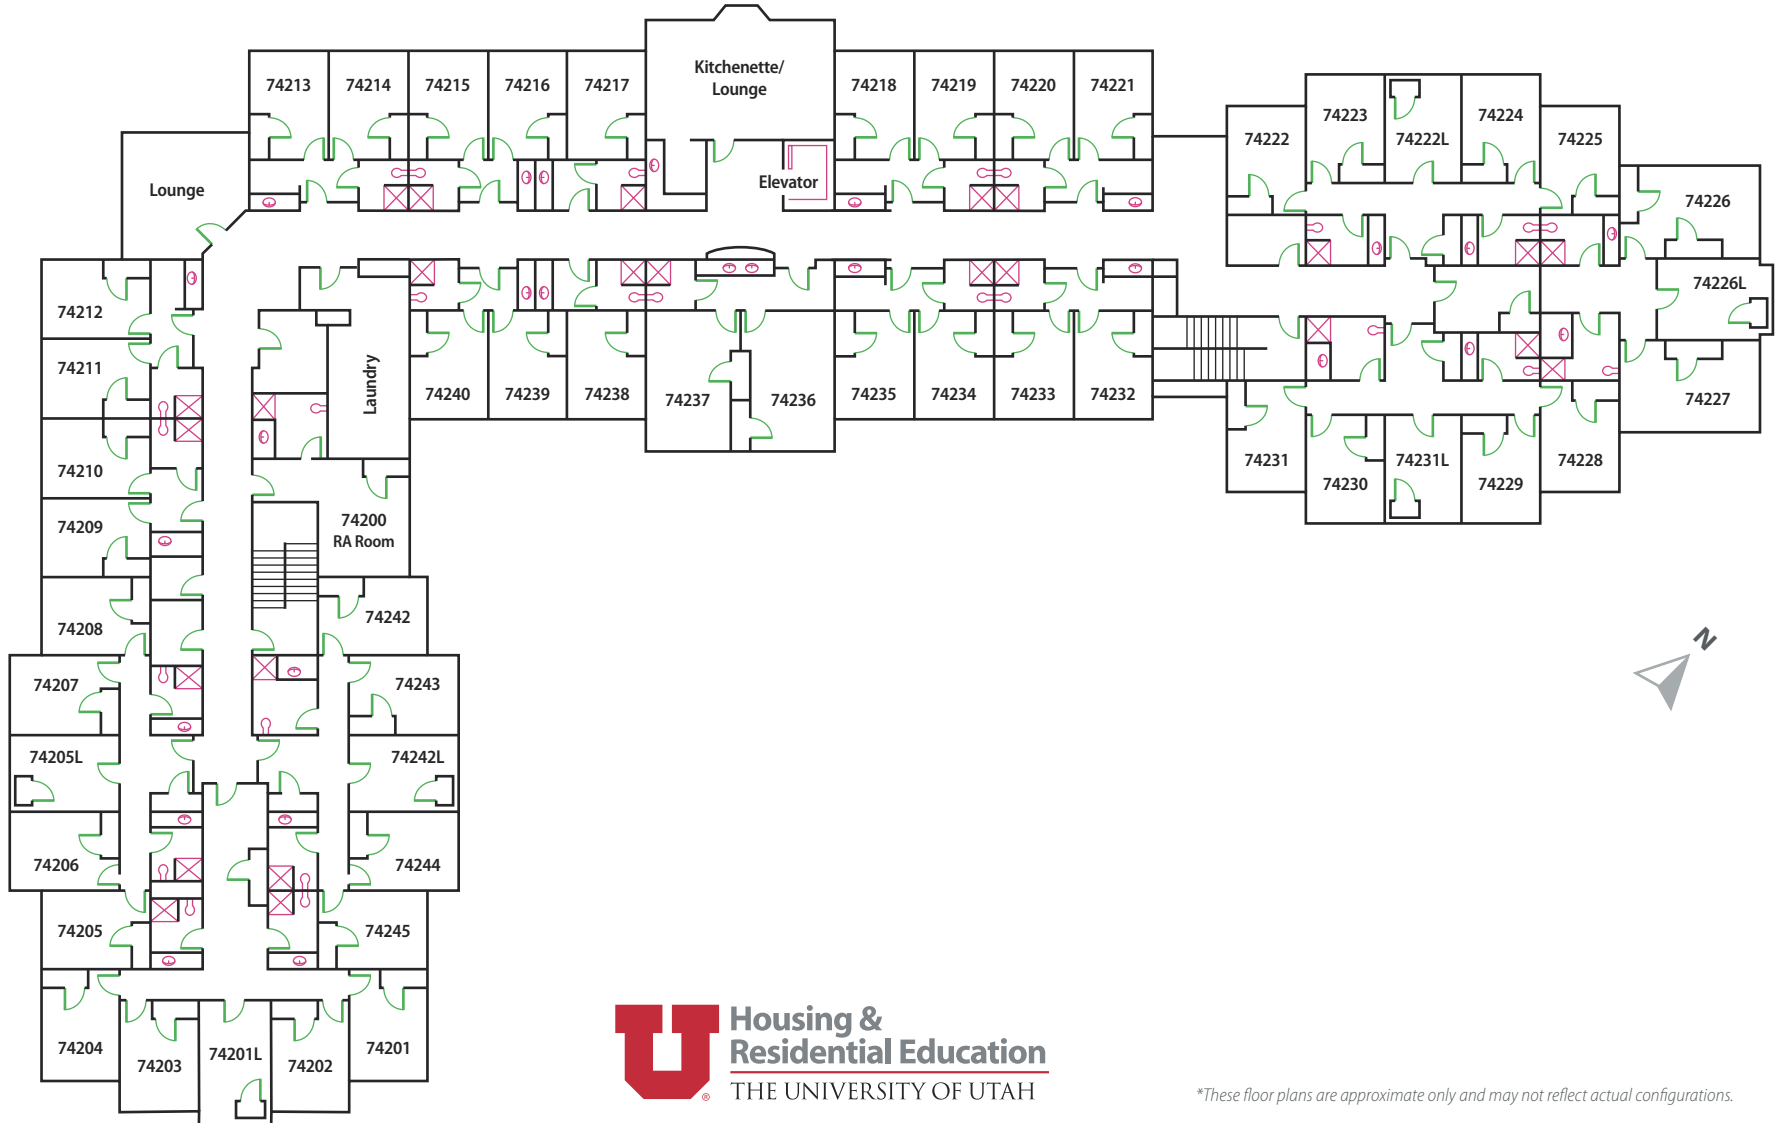 Kitchenette/
Lounge
74213
74214
74215
74216
74217
74218
74219
74220
74221
74222
74223
74222L
74224
74225
Lounge
Elevator
74226
74226L
74212
74211
Laundry
74240
74239
74238
74237
74236
74235
74234
74233
74232
74227
74210
74231
74230
74231L
74229
74228
74209
74200
RA Room
74208
74242
N
74207
74243
74205L
74242L
74206
74244
74205
74245
74204
74203
74201L
74202
74201
U
®
Housing &
Residential Education
THE UNIVERSITY OF UTAH
*These floor plans are approximate only and may not reflect actual configurations.